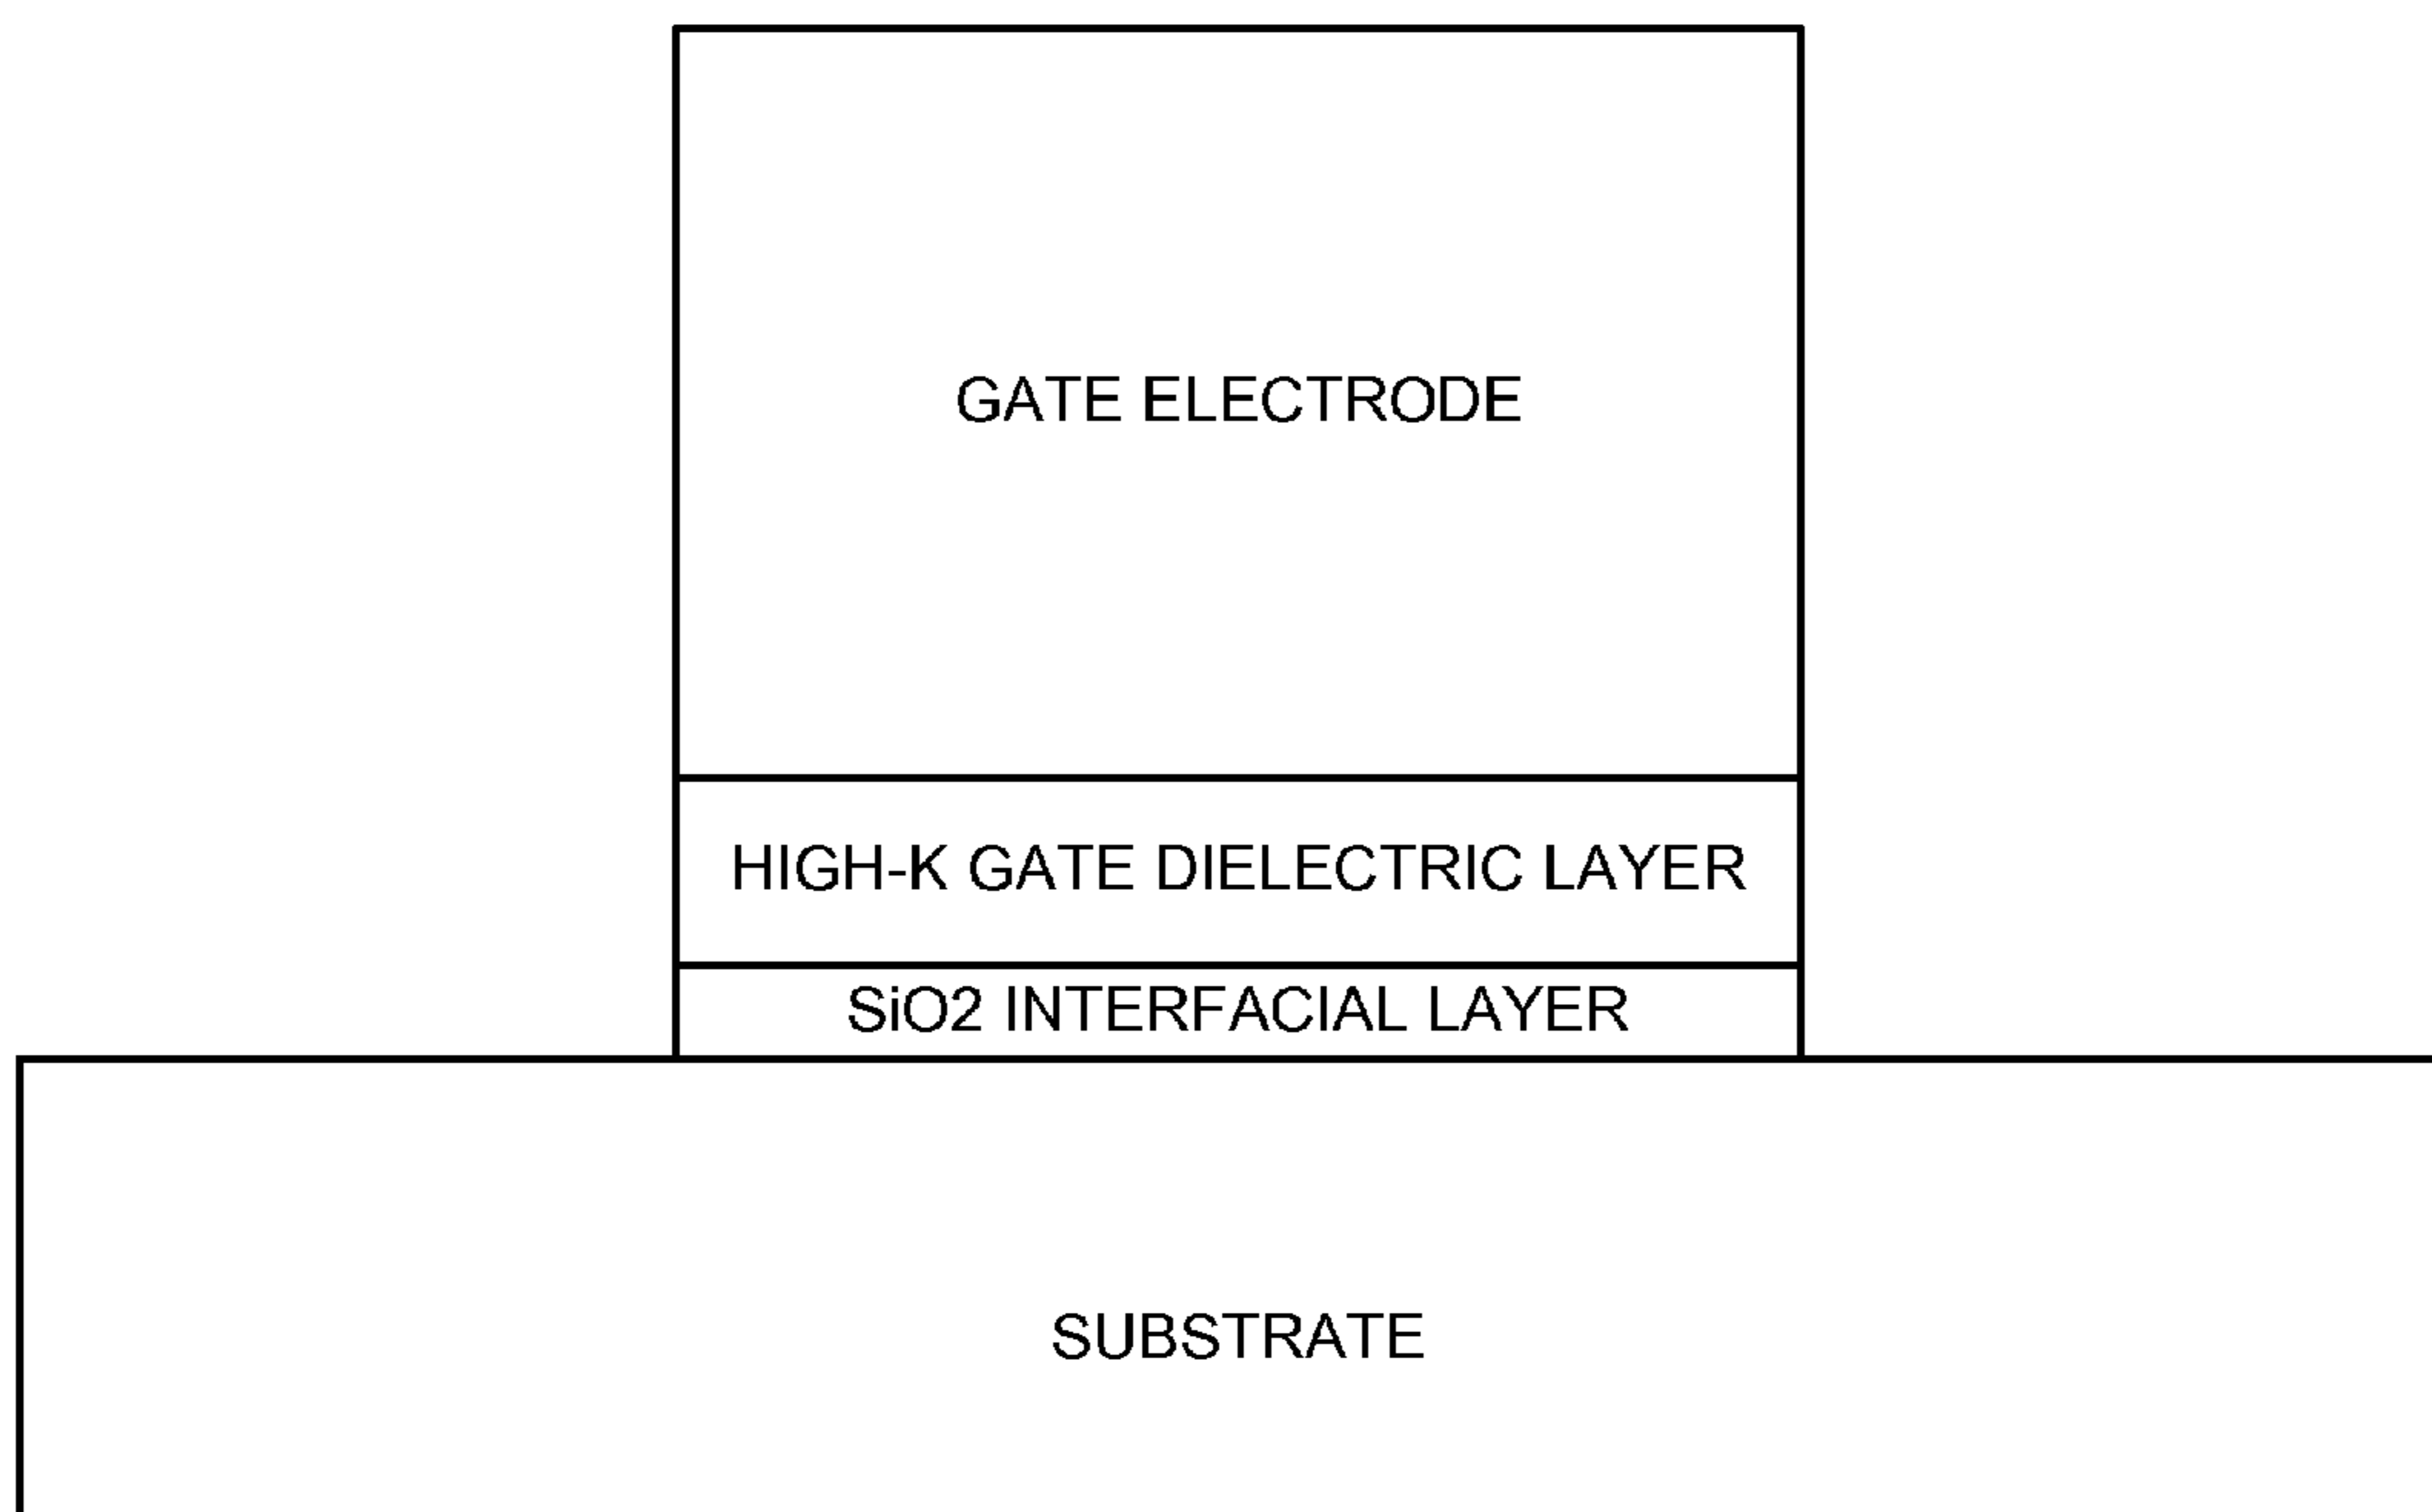 GATE ELECTRODE
HIGH-K GATE DIELECTRIC LAYER
SiO2 INTERFACIAL LAYER
SUBSTRATE